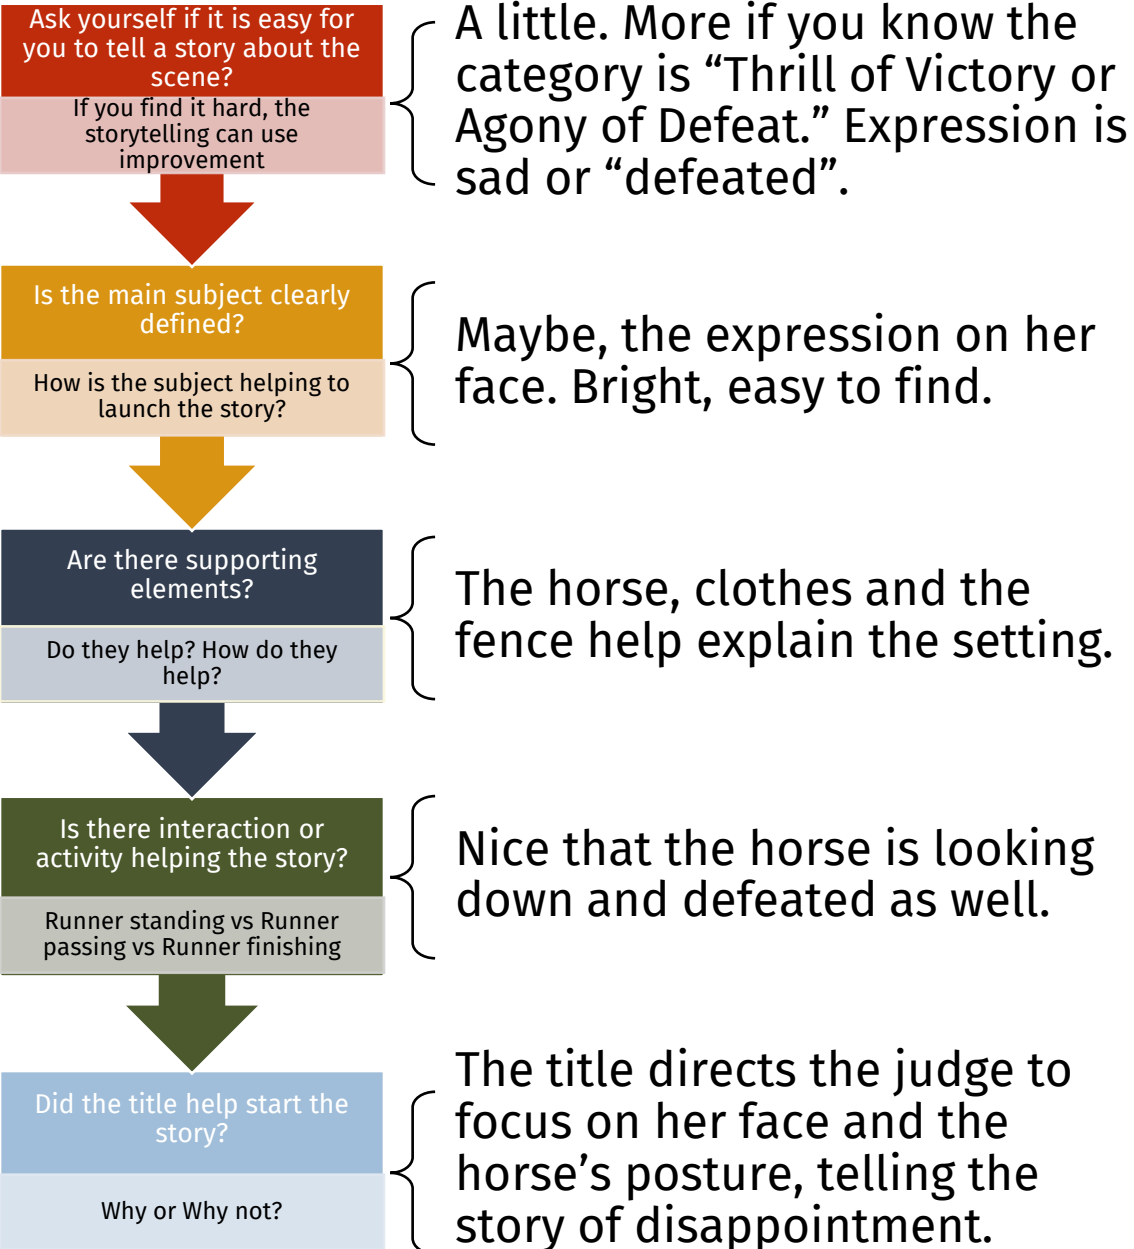 Ask yourself if it is easy for
you to tell a story about the
scene?
If you find it hard, the
storytelling can use
improvement
A little. More if you know the
category is “Thrill of Victory or
Agony of Defeat.” Expression is
sad or “defeated”.
Is the main subject clearly
defined?
How is the subject helping to
launch the story?
Maybe, the expression on her
face. Bright, easy to find.
Are there supporting
elements?
Do they help? How do they
help?
The horse, clothes and the
fence help explain the setting.
Is there interaction or
activity helping the story?
Runner standing vs Runner
passing vs Runner finishing
Nice that the horse is looking
down and defeated as well.
Did the title help start the
story?
Why or Why not?
The title directs the judge to
focus on her face and the
horse’s posture, telling the
story of disappointment.